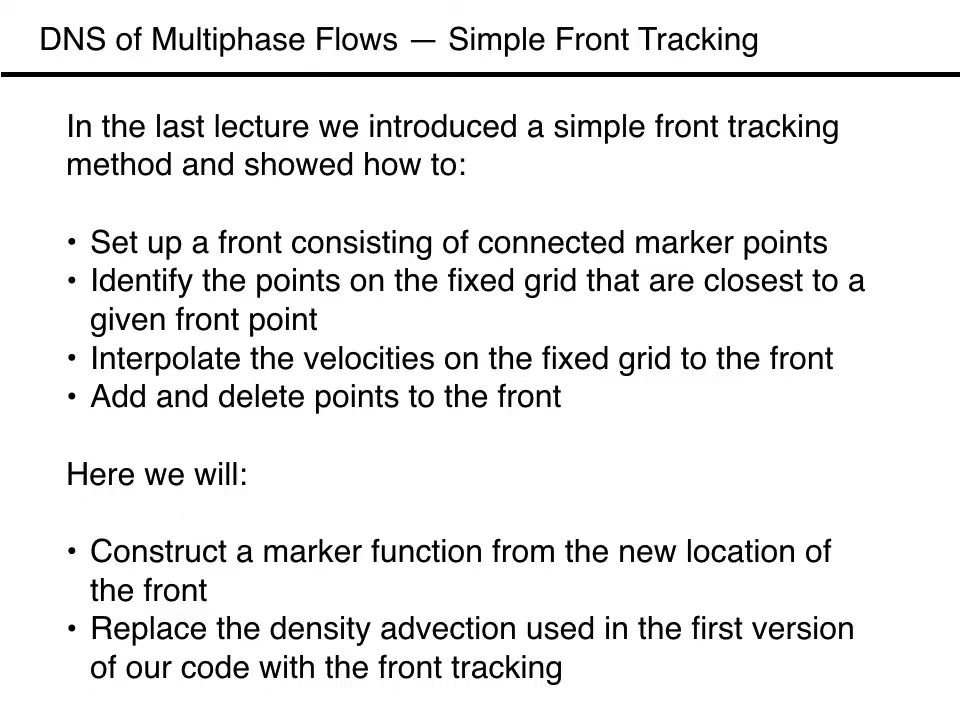 DNS of Multiphase Flows — Simple Front Tracking
In the last lecture we introduced a simple front tracking
method and showed how to:
• Set up a front consisting of connected marker points
• Identify the points on the fixed grid that are closest to a
given front point
• Interpolate the velocities on the fixed grid to the front
• Add and delete points to the front
Here we will:
• Construct a marker function from the new location of
the front
• Replace the density advection used in the first version
of our code with the front tracking